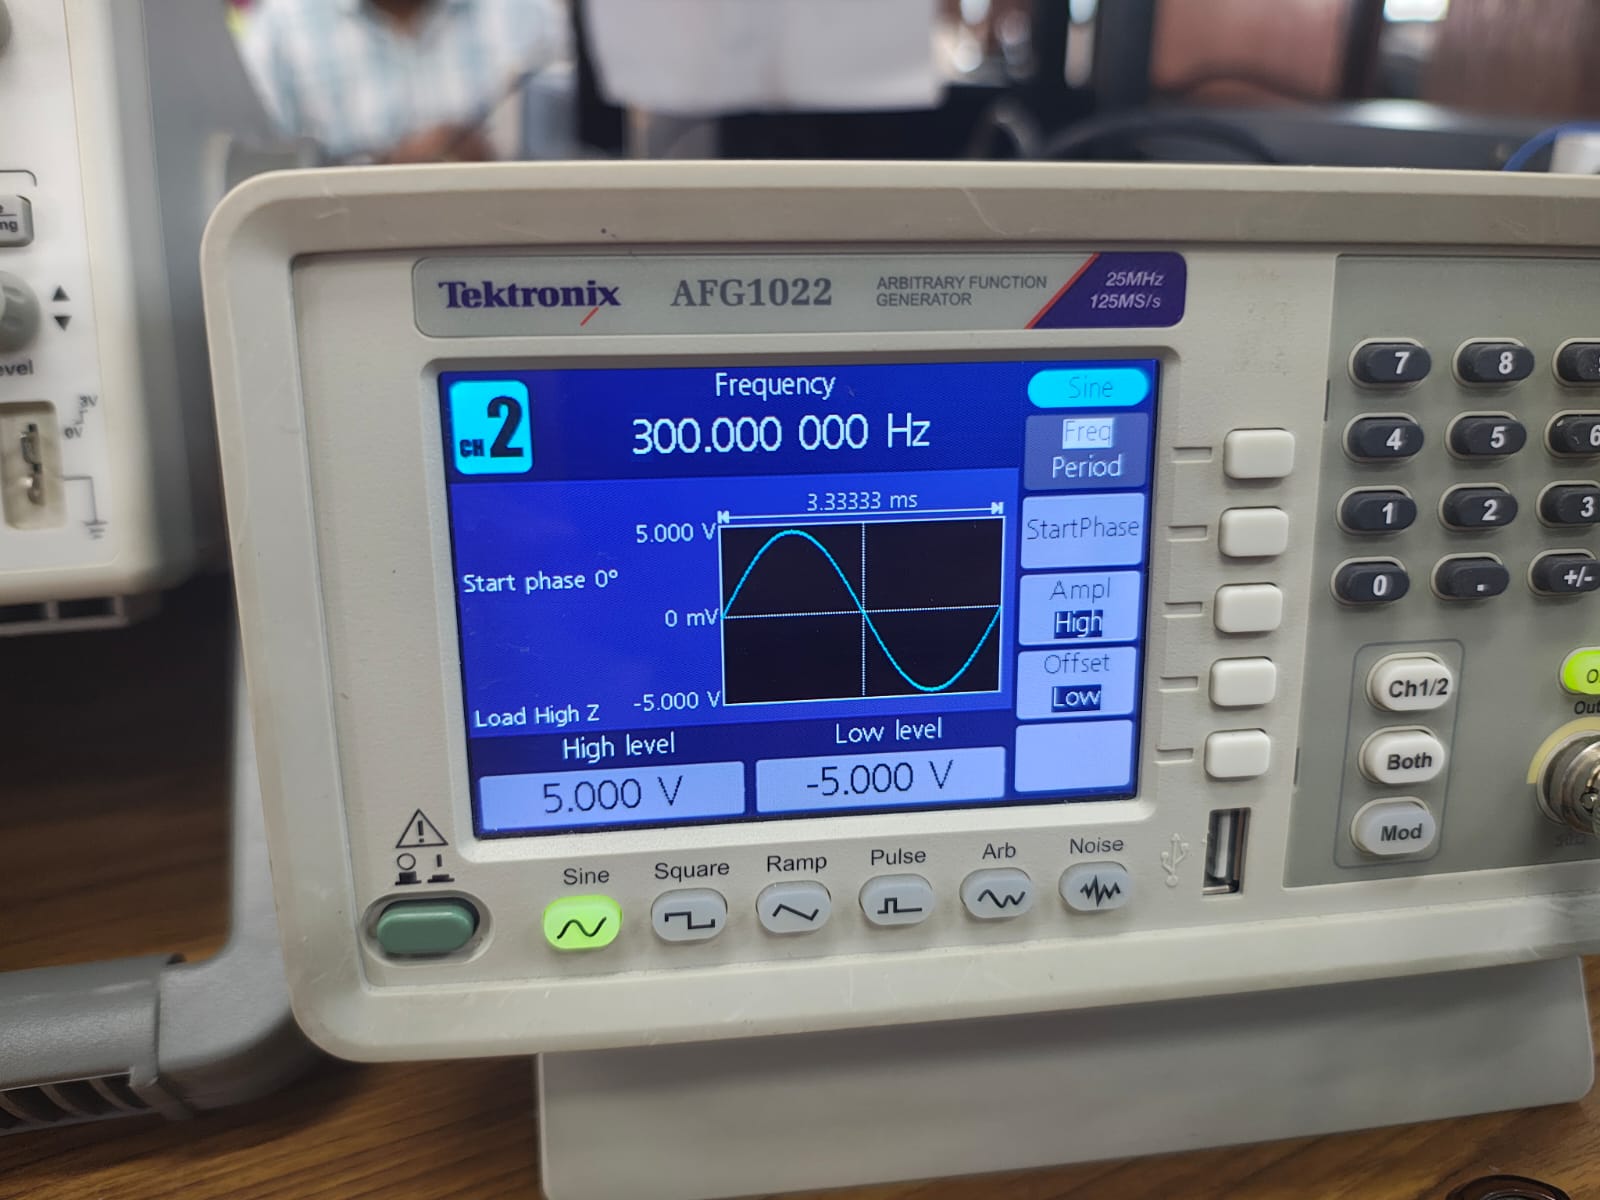 Tektronix AFG1022 ARBITRARY FUNCTION GENERATOR 25MHz 125MS/s
CH 2
Frequency
300.000 000 Hz
Sine
Freq
Period
StartPhase
Ampl
High
Offset
Low
3.33333 ms
5.000 V
Start phase 0°
0 mV
-5.000 V
Load High Z
High level
Low level
5.000 V
-5.000 V
Sine
Square
Ramp
Pulse
Arb
Noise
7
8
4
5
6
1
2
3
0
.
+/-
Ch1/2
Both
Mod
3V
0V